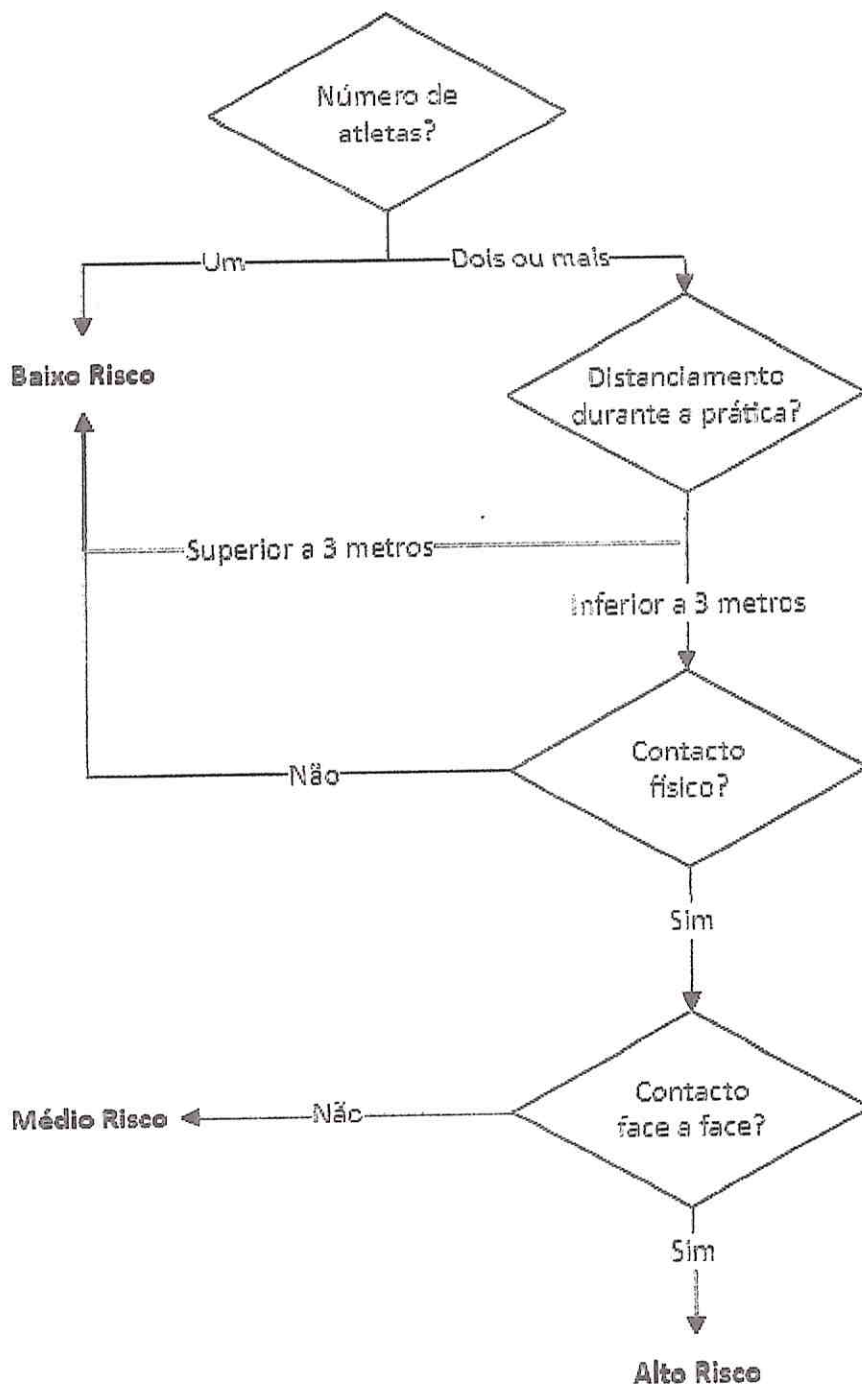 Número de
atletas?
Um
Dois ou mais
Baixo Risco
Distanciamento
durante a prática?
Superior a 3 metros
Inferior a 3 metros
Contacto
físico?
Não
Sim
Contacto
face a face?
Médio Risco
Não
Sim
Alto Risco